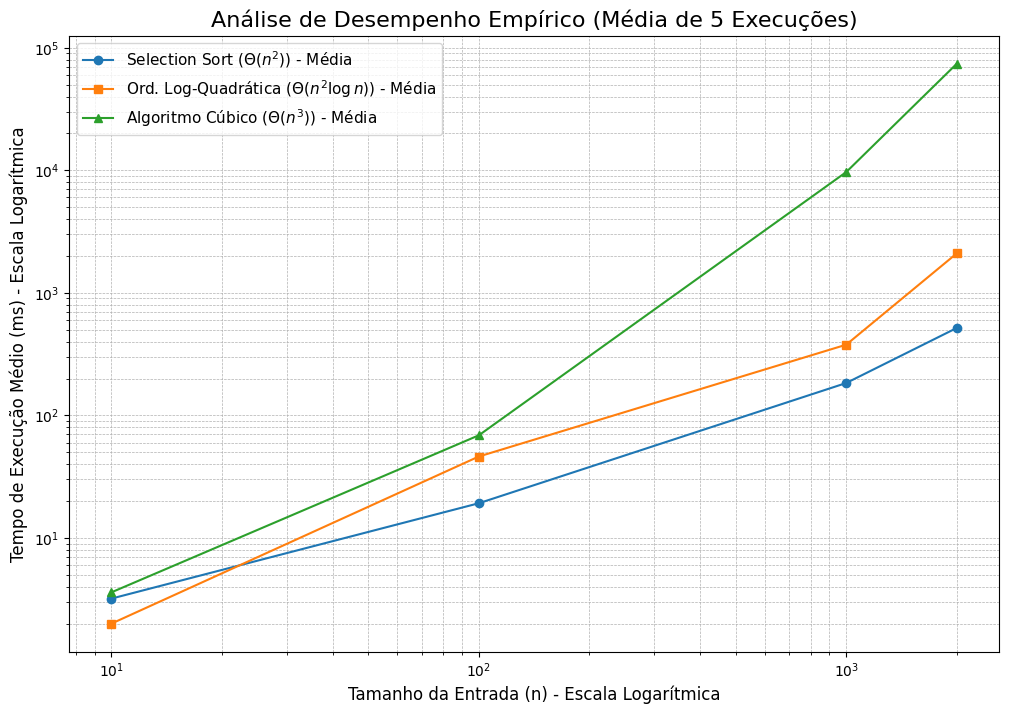 Análise de Desempenho Empírico (Média de 5 Execuções)
Selection Sort (Θ(n²)) - Média
Ord. Log-Quadrática (Θ(n² log n)) - Média
Algoritmo Cúbico (Θ(n³)) - Média
Tempo de Execução Médio (ms) - Escala Logarítmica
10⁵
10⁴
10³
10²
10¹
10¹ 10² 10³
Tamanho da Entrada (n) - Escala Logarítmica